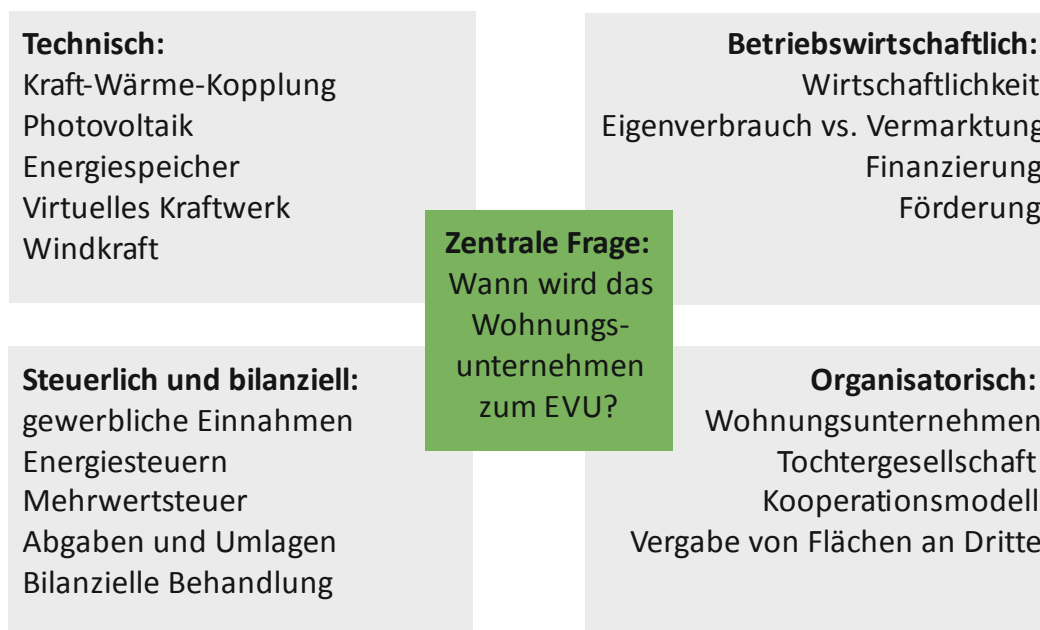 Technisch:
Kraft-Wärme-Kopplung
Photovoltaik
Energiespeicher
Virtuelles Kraftwerk
Windkraft
Betriebswirtschaftlich:
Wirtschaftlichkeit
Eigenverbrauch vs. Vermarktung
Finanzierung
Förderung
Zentrale Frage:
Wann wird das
Wohnungs-
unternehmen
zum EVU?
Steuerlich und bilanziell:
gewerbliche Einnahmen
Energiesteuern
Mehrwertsteuer
Abgaben und Umlagen
Bilanzielle Behandlung
Organisatorisch:
Wohnungsunternehmen
Tochtergesellschaft
Kooperationsmodell
Vergabe von Flächen an Dritte